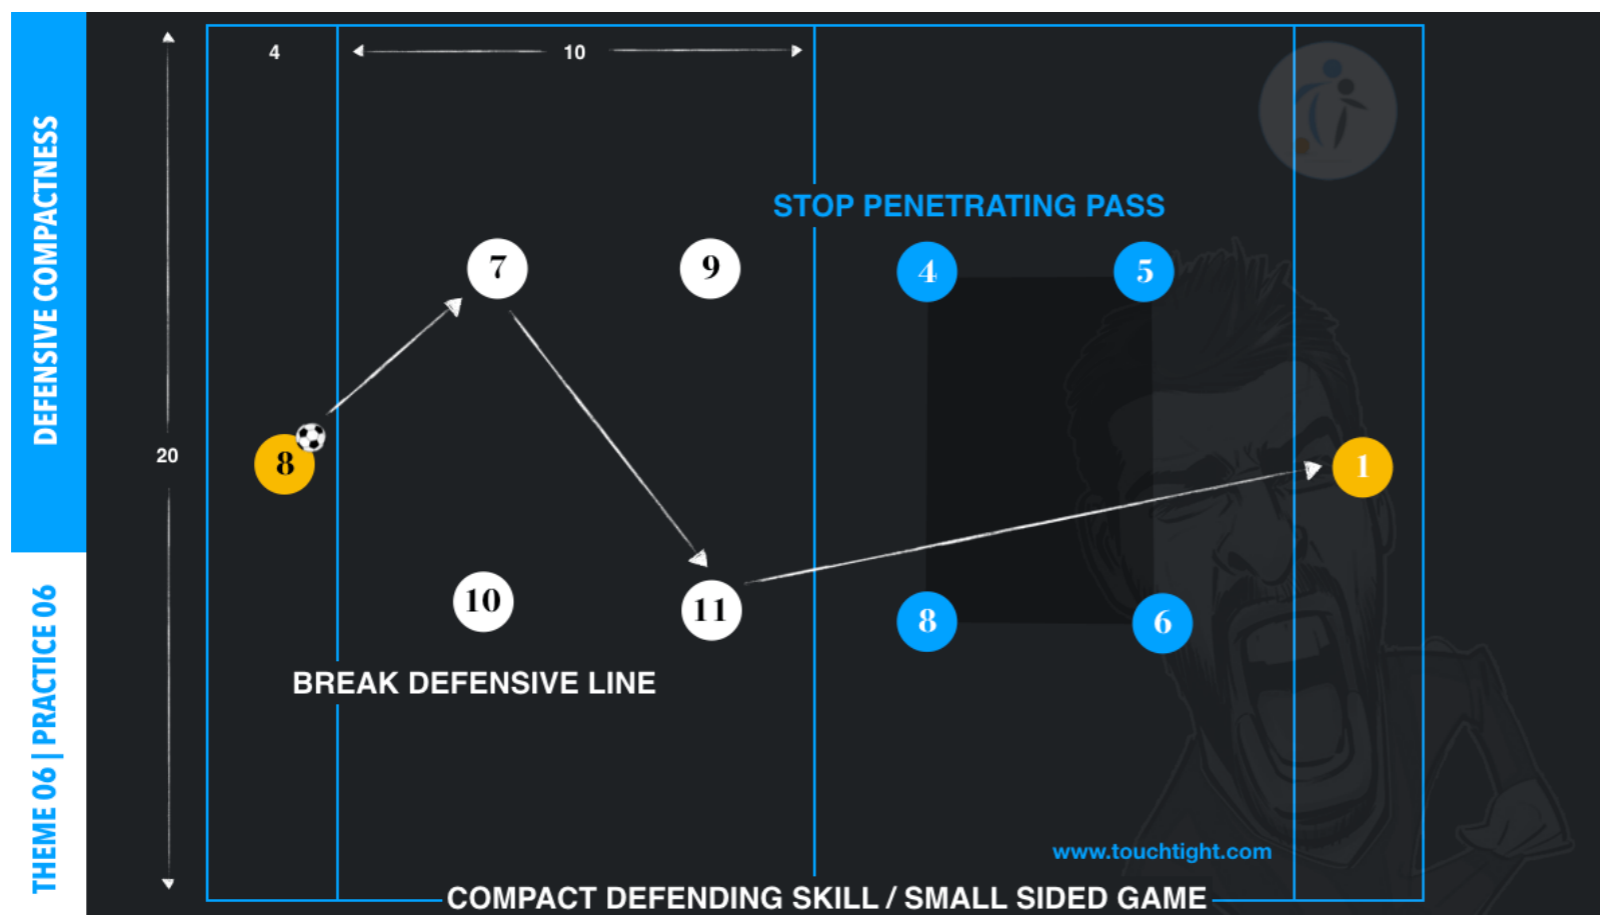 DEFENSIVE COMPACTNESS
THEME 06 | PRACTICE 06
4
10
20
STOP PENETRATING PASS
7
9
4
5
8
1
10
11
8
6
BREAK DEFENSIVE LINE
www.touchtight.com
COMPACT DEFENDING SKILL / SMALL SIDED GAME